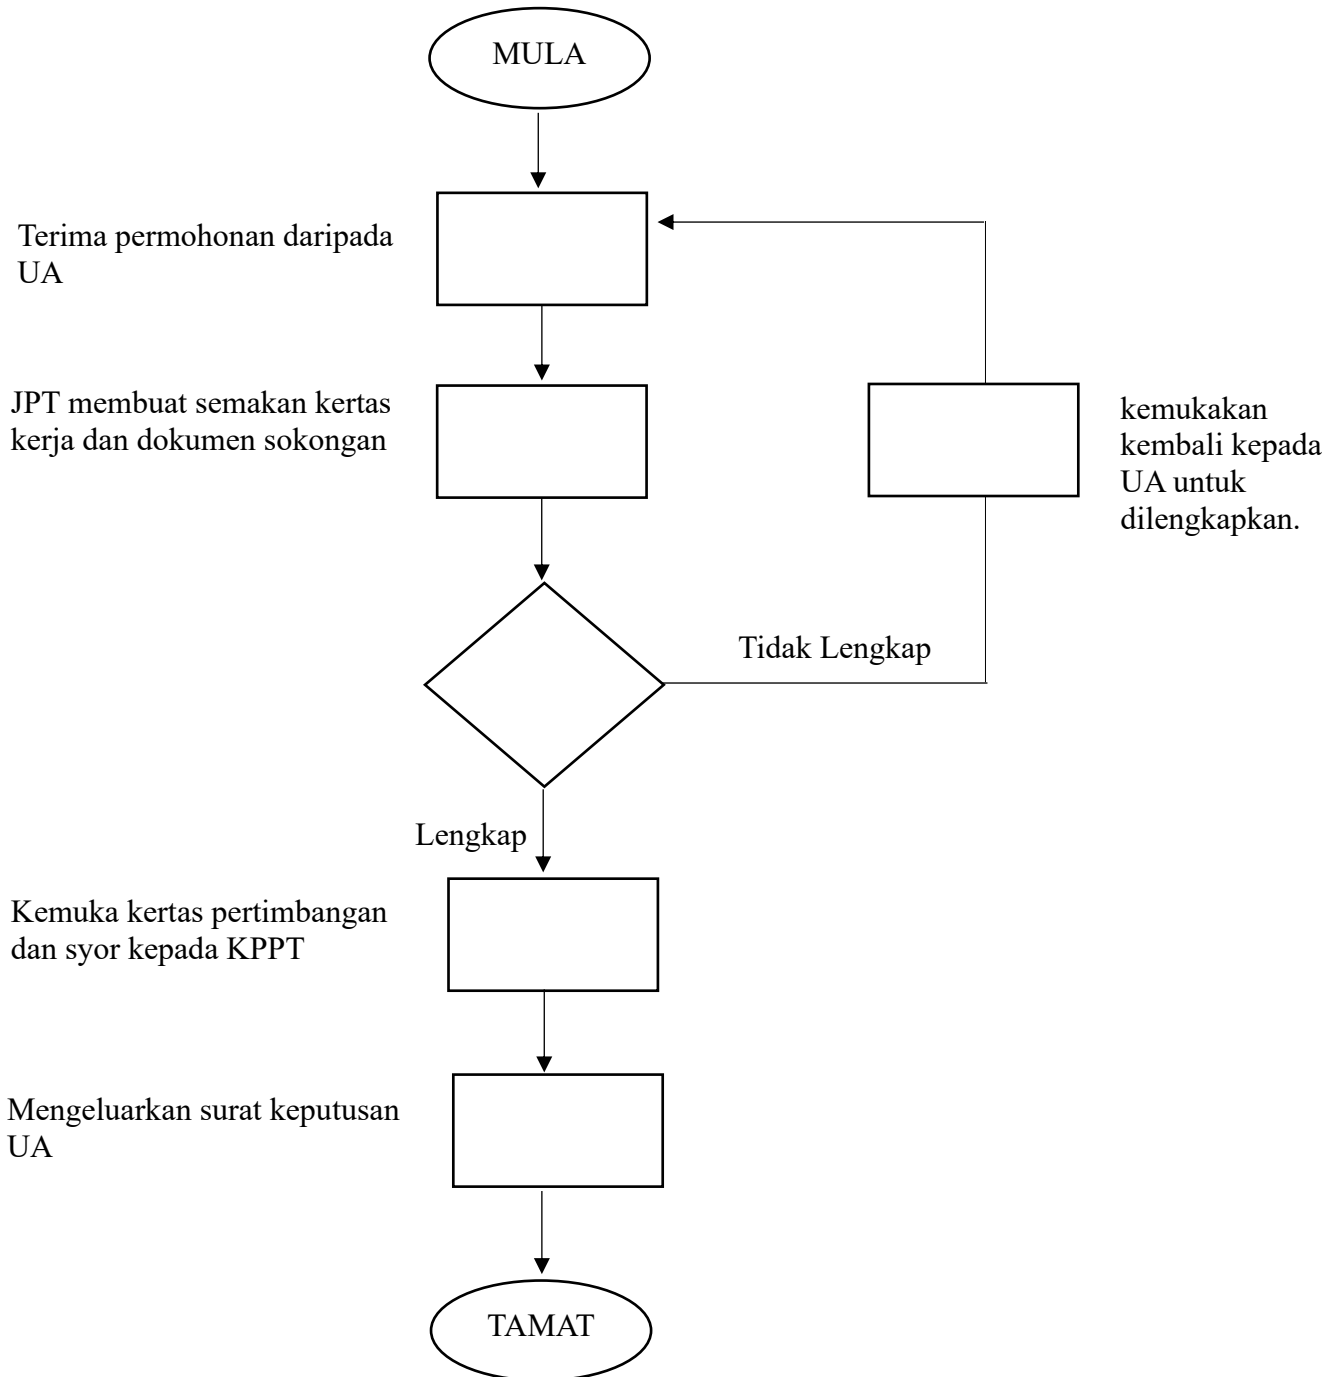 MULA
Terima permohonan daripada
UA
JPT membuat semakan kertas
kerja dan dokumen sokongan
kemukakan
kembali kepada
UA untuk
dilengkapkan.
Tidak Lengkap
Lengkap
Kemuka kertas pertimbangan
dan syor kepada KPPT
Mengeluarkan surat keputusan
UA
TAMAT